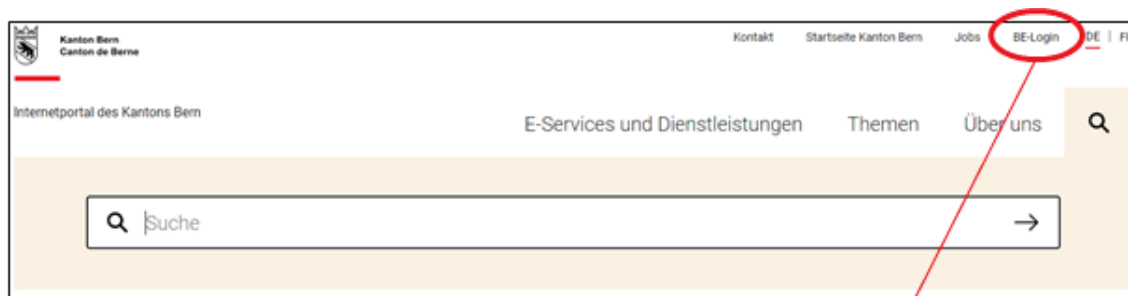 Kanton Bern
Canton de Berne
Kontakt Startseite Kanton Bern Jobs BE-Login DE | F
Internetportal des Kantons Bern
E-Services und Dienstleistungen Themen Über uns
Suche